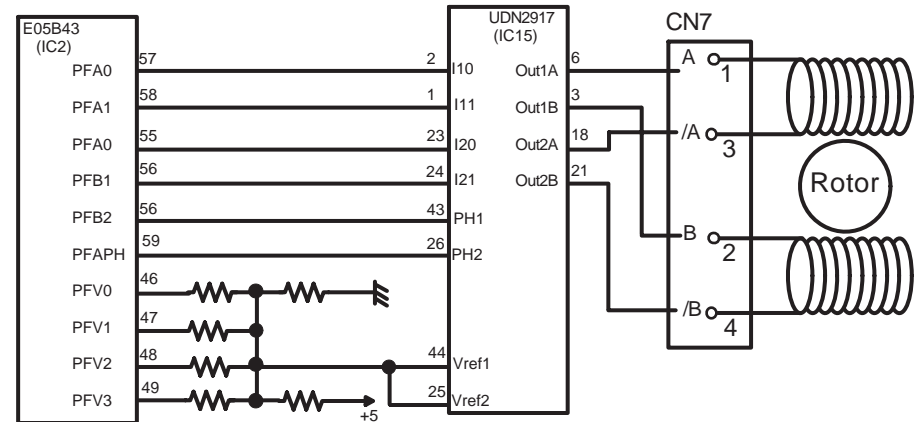 E05B43
(IC2)
PFA0
PFA1
PFA0
PFB1
PFB2
PFAPH
PFV0
PFV1
PFV2
PFV3
57
58
55
56
56
59
46
47
48
49
+5
UDN2917
(IC15)
2
1
23
24
43
26
44
25
I10
I11
I20
I21
PH1
PH2
Vref1
Vref2
Out1A
Out1B
Out2A
Out2B
6
3
18
21
CN7
A
1
/A
3
B
2
/B
4
Rotor